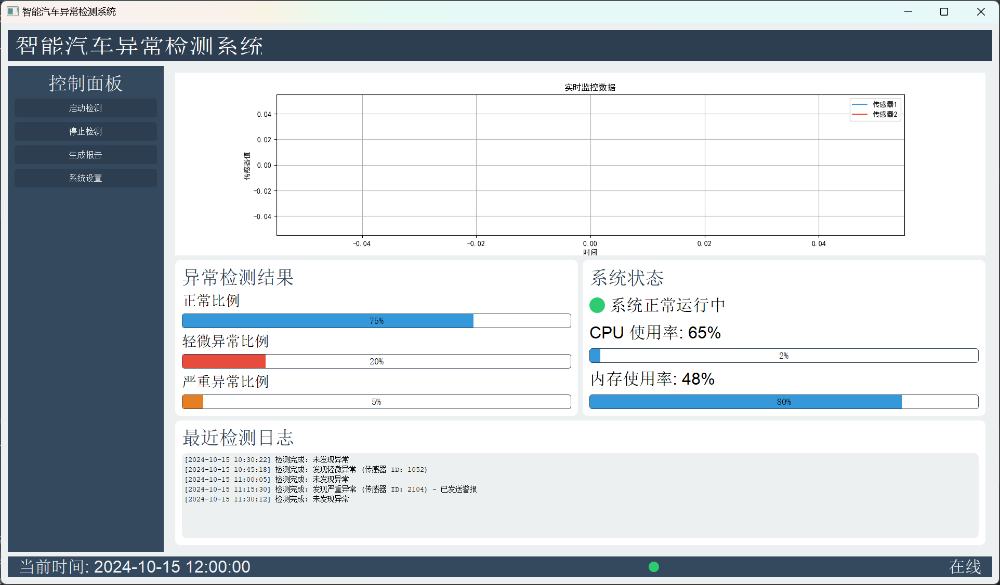 智能汽车异常检测系统
智能汽车异常检测系统
控制面板
启动检测
停止检测
生成报告
系统设置
实时监控数据
传感器1
传感器2
传感器值
0.04
0.02
0.00
-0.02
-0.04
-0.04 -0.02 0.00 0.02 0.04
时间
异常检测结果
正常比例
75%
轻微异常比例
20%
严重异常比例
5%
系统状态
系统正常运行中
CPU 使用率: 65%
2%
内存使用率: 48%
80%
最近检测日志
[2024-10-15 10:30:22] 检测完成: 未发现异常
[2024-10-15 10:45:18] 检测完成: 发现轻微异常 (传感器 ID: 1052)
[2024-10-15 11:00:05] 检测完成: 未发现异常
[2024-10-15 11:15:30] 检测完成: 发现严重异常 (传感器 ID: 2104) - 已发送警报
[2024-10-15 11:30:12] 检测完成: 未发现异常
当前时间: 2024-10-15 12:00:00
在线